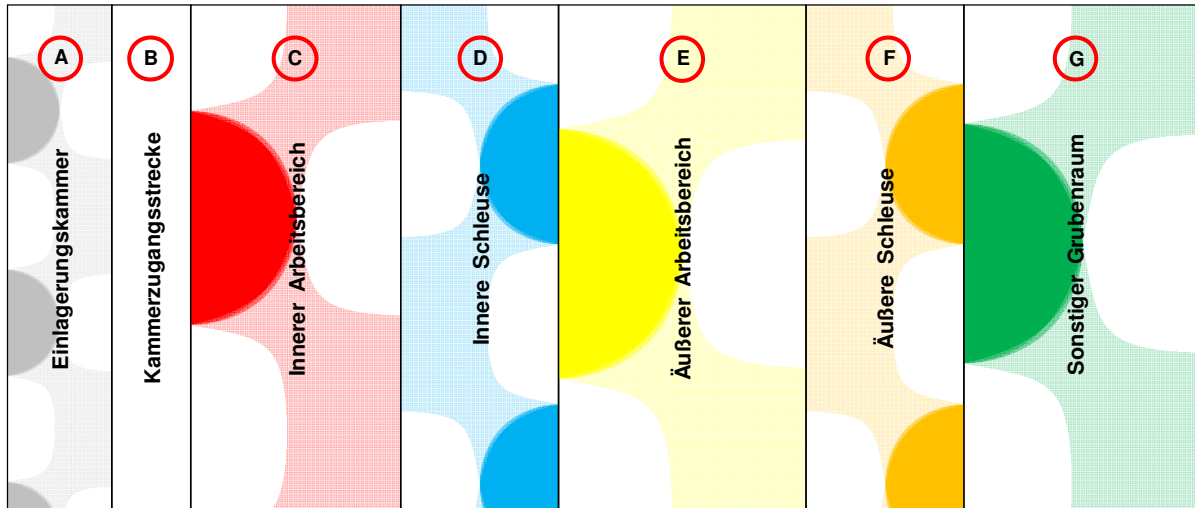 A
Einlagerungskammer
B
Kammerzugangsstrecke
C
Innerer Arbeitsbereich
D
Innere Schleuse
E
Äußerer Arbeitsbereich
F
Äußere Schleuse
G
Sonstiger Grubenraum